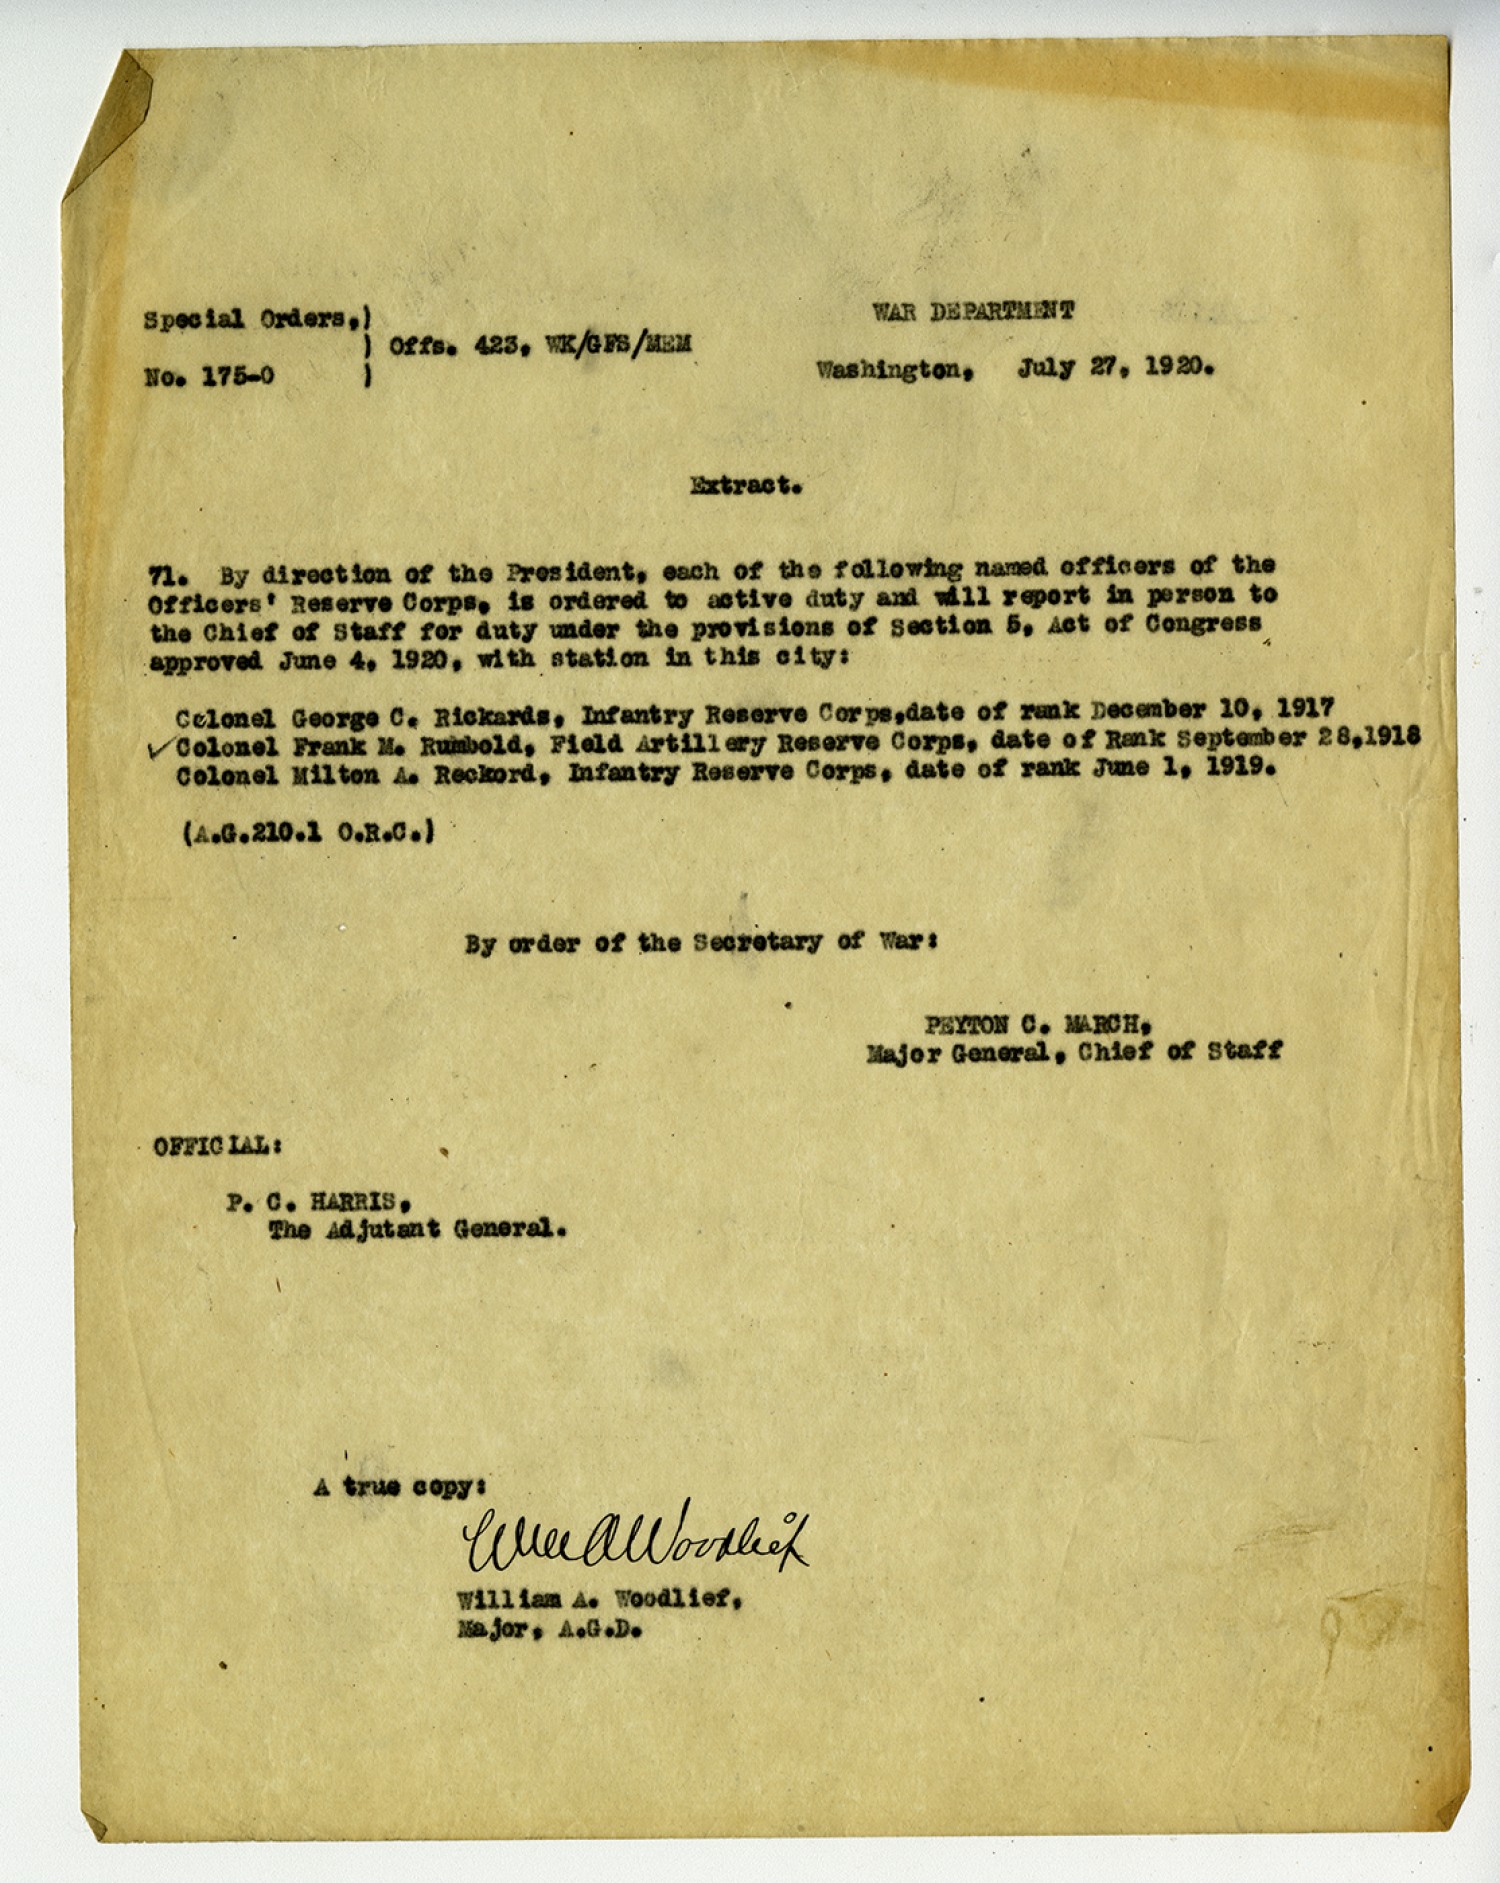 WAR DEPARTMENT
Special Orders,)
) Offs. 423, WK/GFS/MEM
No. 175-O )
Washington, July 27, 1920.
Extract.
71. By direction of the President, each of the following named officers of the
Officers' Reserve Corps, is ordered to active duty and will report in person to
the Chief of Staff for duty under the provisions of Section 5, Act of Congress
approved June 4, 1920, with station in this city:
Colonel George C. Rickards, Infantry Reserve Corps,date of rank December 10, 1917
✓Colonel Frank M. Rumbold, Field Artillery Reserve Corps, date of Rank September 28,1918
Colonel Milton A. Reckord, Infantry Reserve Corps, date of rank June 1, 1919.
(A.G.210.1 O.R.C.)
By order of the Secretary of War:
PEYTON C. MARCH,
Major General, Chief of Staff
OFFICIAL:
P. C. HARRIS,
The Adjutant General.
A true copy:
Will A Woodlief
William A. Woodlief,
Major, A.G.D.